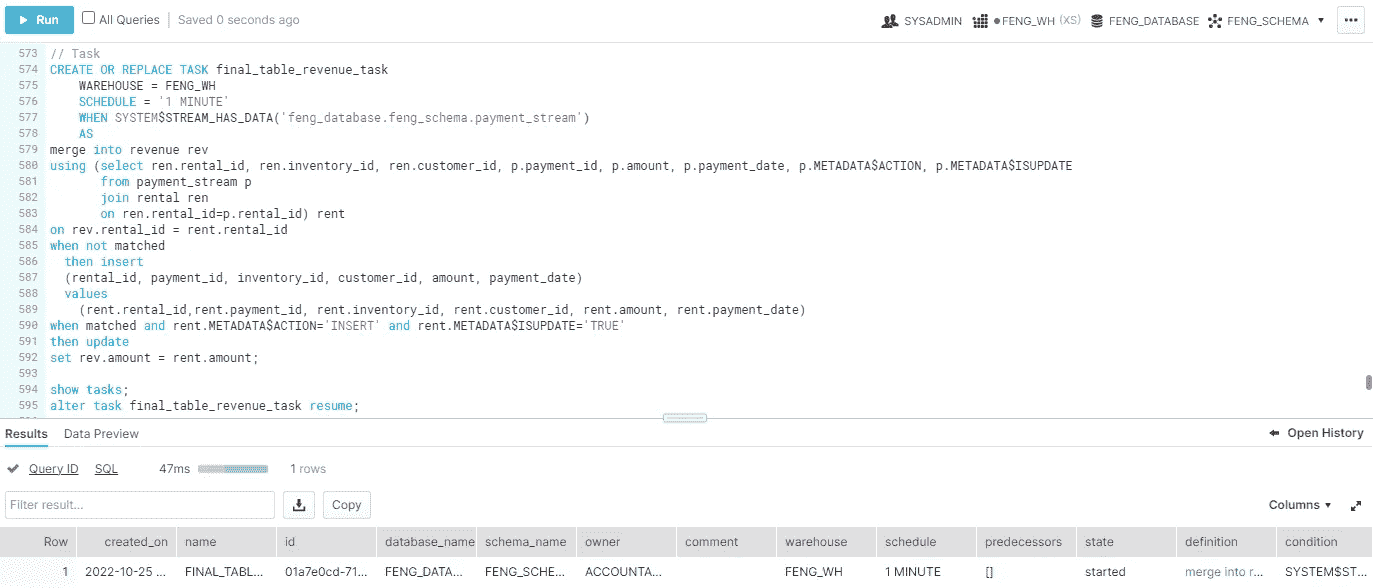 Run All Queries Saved 0 seconds ago SYSADMIN FENG_WH (XS) FENG_DATABASE FENG_SCHEMA
573 // Task
574 CREATE OR REPLACE TASK final_table_revenue_task
575 WAREHOUSE = FENG_WH
576 SCHEDULE = '1 MINUTE'
577 WHEN SYSTEM$STREAM_HAS_DATA('feng_database.feng_schema.payment_stream')
578 AS
579 merge into revenue rev
580 using (select ren.rental_id, ren.inventory_id, ren.customer_id, p.payment_id, p.amount, p.payment_date, p.METADATA$ACTION, p.METADATA$ISUPDATE
581 from payment_stream p
582 join rental ren
583 on ren.rental_id=p.rental_id) rent
584 on rev.rental_id = rent.rental_id
585 when not matched
586 then insert
587 (rental_id, payment_id, inventory_id, customer_id, amount, payment_date)
588 values
589 (rent.rental_id,rent.payment_id, rent.inventory_id, rent.customer_id, rent.amount, rent.payment_date)
590 when matched and rent.METADATA$ACTION='INSERT' and rent.METADATA$ISUPDATE='TRUE'
591 then update
592 set rev.amount = rent.amount;
593
594 show tasks;
595 alter task final_table_revenue_task resume;
Results Data Preview Open History
Query ID SQL 47ms 1 rows
Filter result... Copy Columns
Row created_on name id database_name schema_name owner comment warehouse schedule predecessors state definition condition
1 2022-10-25 ... FINAL_TABL... 01a7e0cd-71... FENG_DATA... FENG_SCHE... ACCOUNTA... FENG_WH 1 MINUTE [] started merge into r... SYSTEM$ST...